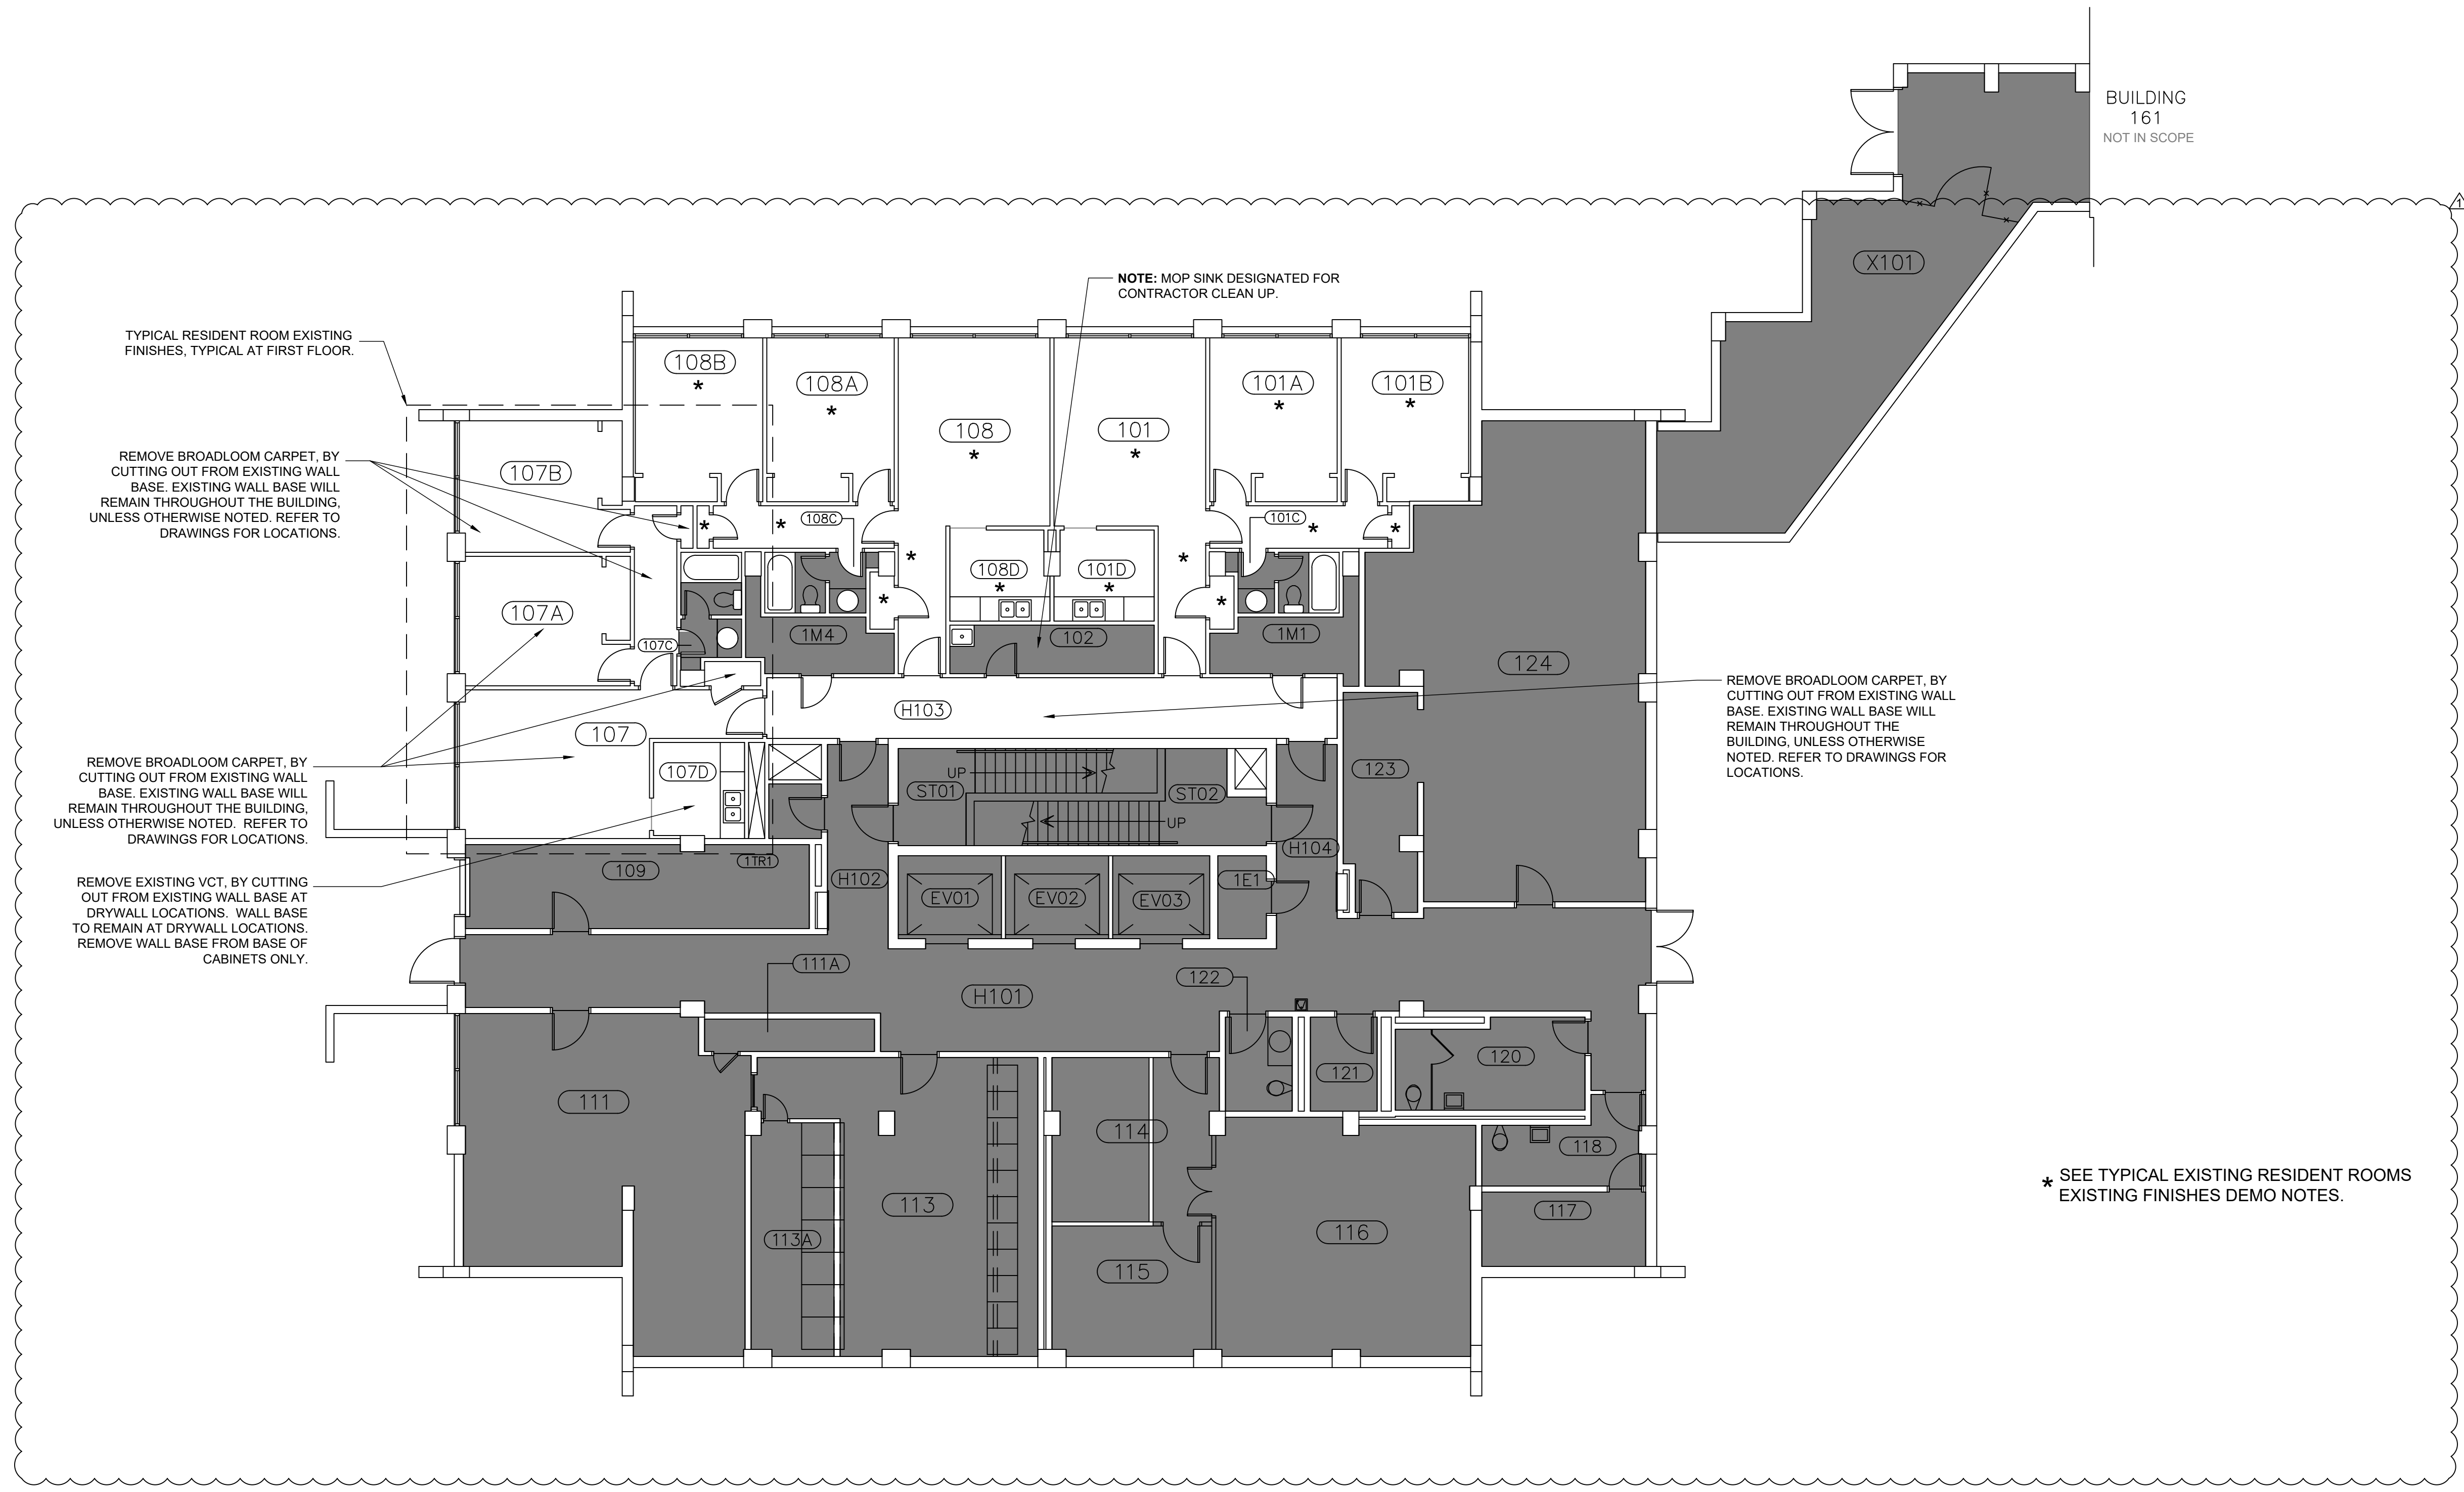 BUILDING
161
NOT IN SCOPE
1
X101
NOTE: MOP SINK DESIGNATED FOR
CONTRACTOR CLEAN UP.
TYPICAL RESIDENT ROOM EXISTING
FINISHES, TYPICAL AT FIRST FLOOR.
108B
*
108A
*
108
*
101
*
101A
*
101B
*
REMOVE BROADLOOM CARPET, BY
CUTTING OUT FROM EXISTING WALL
BASE. EXISTING WALL BASE WILL
REMAIN THROUGHOUT THE BUILDING,
UNLESS OTHERWISE NOTED. REFER TO
DRAWINGS FOR LOCATIONS.
107B
*
*
108C
*
*
101C
*
*
108D
*
101D
*
*
*
107A
107C
1M4
102
1M1
124
H103
REMOVE BROADLOOM CARPET, BY
CUTTING OUT FROM EXISTING WALL
BASE. EXISTING WALL BASE WILL
REMAIN THROUGHOUT THE
BUILDING, UNLESS OTHERWISE
NOTED. REFER TO DRAWINGS FOR
LOCATIONS.
107
107D
REMOVE BROADLOOM CARPET, BY
CUTTING OUT FROM EXISTING WALL
BASE. EXISTING WALL BASE WILL
REMAIN THROUGHOUT THE BUILDING,
UNLESS OTHERWISE NOTED. REFER TO
DRAWINGS FOR LOCATIONS.
UP
ST01
ST02
UP
123
H104
109
1TR1
H102
EV01
EV02
EV03
1E1
REMOVE EXISTING VCT, BY CUTTING
OUT FROM EXISTING WALL BASE AT
DRYWALL LOCATIONS. WALL BASE
TO REMAIN AT DRYWALL LOCATIONS.
REMOVE WALL BASE FROM BASE OF
CABINETS ONLY.
111A
122
H101
120
121
111
114
118
113
113A
115
116
117
* SEE TYPICAL EXISTING RESIDENT ROOMS
EXISTING FINISHES DEMO NOTES.